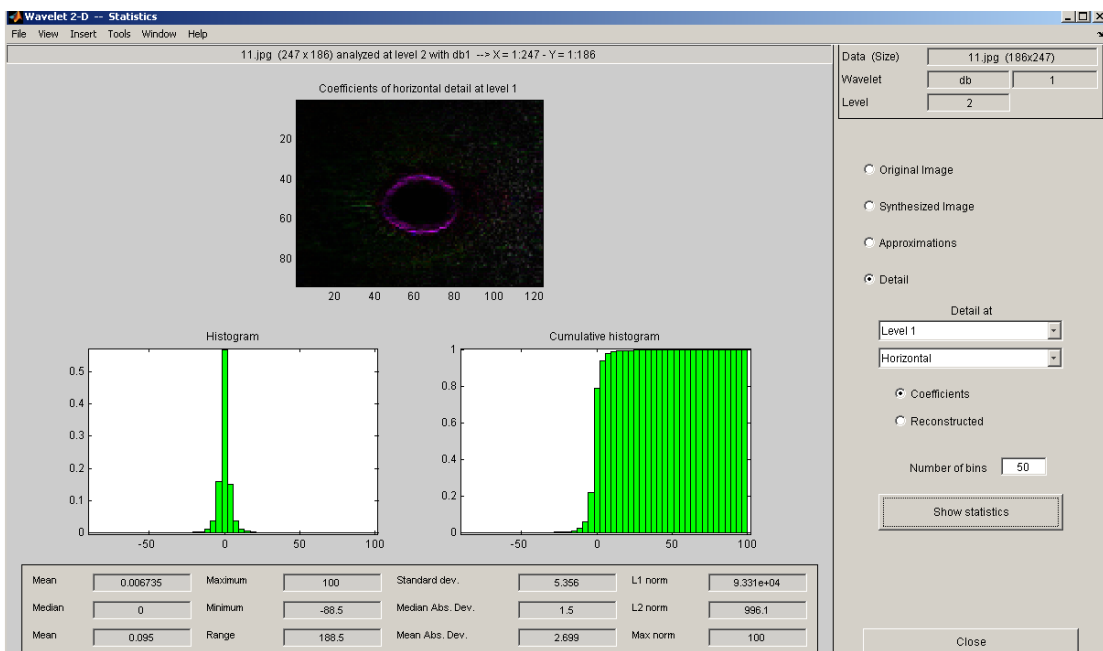 Wavelet 2-D -- Statistics
File View Insert Tools Window Help
11.jpg (247 x 186) analyzed at level 2 with db1 --> X = 1:247 - Y = 1:186
Coefficients of horizontal detail at level 1
20
40
60
80
20 40 60 80 100 120
Histogram
0.5
0.4
0.3
0.2
0.1
0
-50 0 50 100
Cumulative histogram
1
0.8
0.6
0.4
0.2
0
-50 0 50 100
Mean 0.006735 Maximum 100 Standard dev. 5.356 L1 norm 9.331e+04
Median 0 Minimum -88.5 Median Abs. Dev. 1.5 L2 norm 996.1
Mean 0.095 Range 188.5 Mean Abs. Dev. 2.699 Max norm 100
Data (Size) 11.jpg (186x247)
Wavelet db 1
Level 2
Original Image
Synthesized Image
Approximations
Detail
Detail at
Level 1
Horizontal
Coefficients
Reconstructed
Number of bins 50
Show statistics
Close